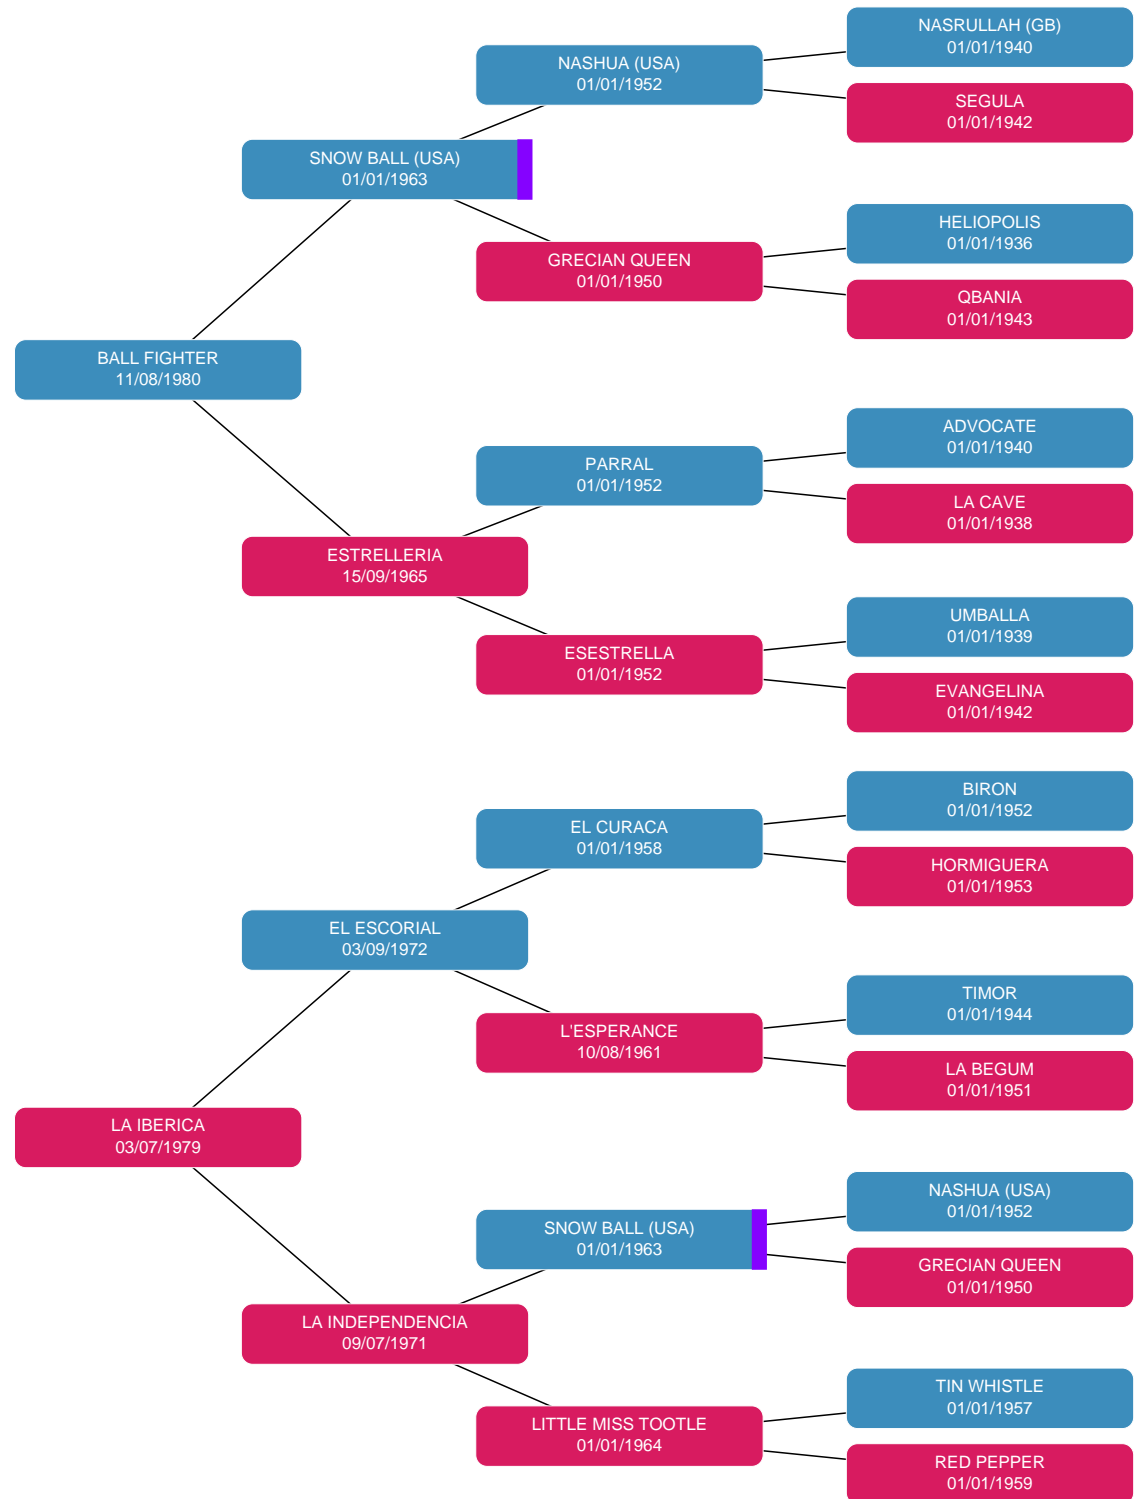 NASRULLAH (GB)
01/01/1940
NASHUA (USA)
01/01/1952
SEGULA
01/01/1942
SNOW BALL (USA)
01/01/1963
HELIOPOLIS
01/01/1936
GRECIAN QUEEN
01/01/1950
QBANIA
01/01/1943
BALL FIGHTER
11/08/1980
ADVOCATE
01/01/1940
PARRAL
01/01/1952
LA CAVE
01/01/1938
ESTRELLERIA
15/09/1965
UMBALLA
01/01/1939
ESESTRELLA
01/01/1952
EVANGELINA
01/01/1942
BIRON
01/01/1952
EL CURACA
01/01/1958
HORMIGUERA
01/01/1953
EL ESCORIAL
03/09/1972
TIMOR
01/01/1944
L'ESPERANCE
10/08/1961
LA BEGUM
01/01/1951
LA IBERICA
03/07/1979
NASHUA (USA)
01/01/1952
SNOW BALL (USA)
01/01/1963
GRECIAN QUEEN
01/01/1950
LA INDEPENDENCIA
09/07/1971
TIN WHISTLE
01/01/1957
LITTLE MISS TOOTLE
01/01/1964
RED PEPPER
01/01/1959